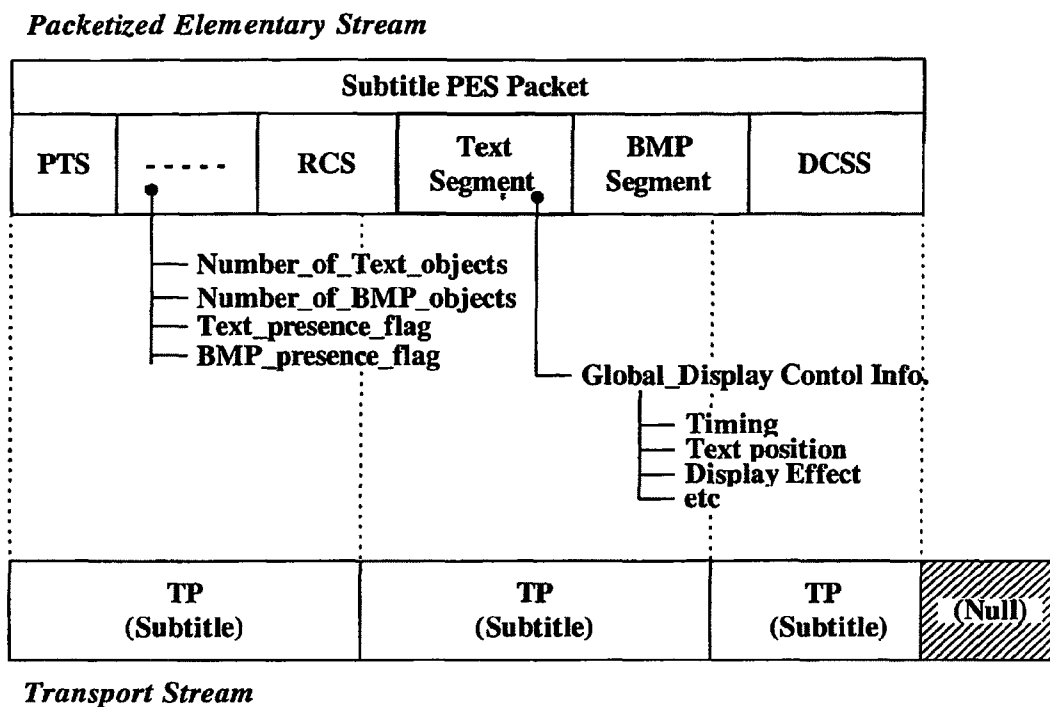 Packetized Elementary Stream
Subtitle PES Packet
PTS
- - - - -
RCS
Text
Segment
BMP
Segment
DCSS
Number_of_Text_objects
Number_of_BMP_objects
Text_presence_flag
BMP_presence_flag
Global_Display Contol Info.
Timing
Text position
Display Effect
etc
TP
(Subtitle)
TP
(Subtitle)
TP
(Subtitle)
(Null)
Transport Stream